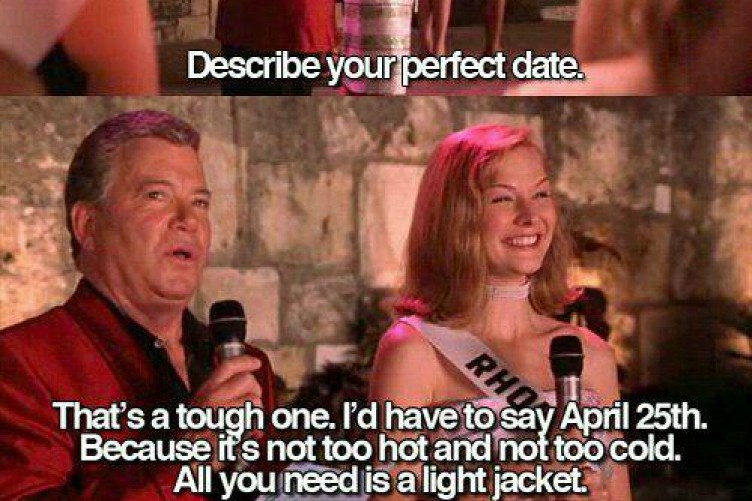 Describe your perfect date.
RHO
That's a tough one. I'd have to say April 25th.
Because it's not too hot and not too cold.
All you need is a light jacket.